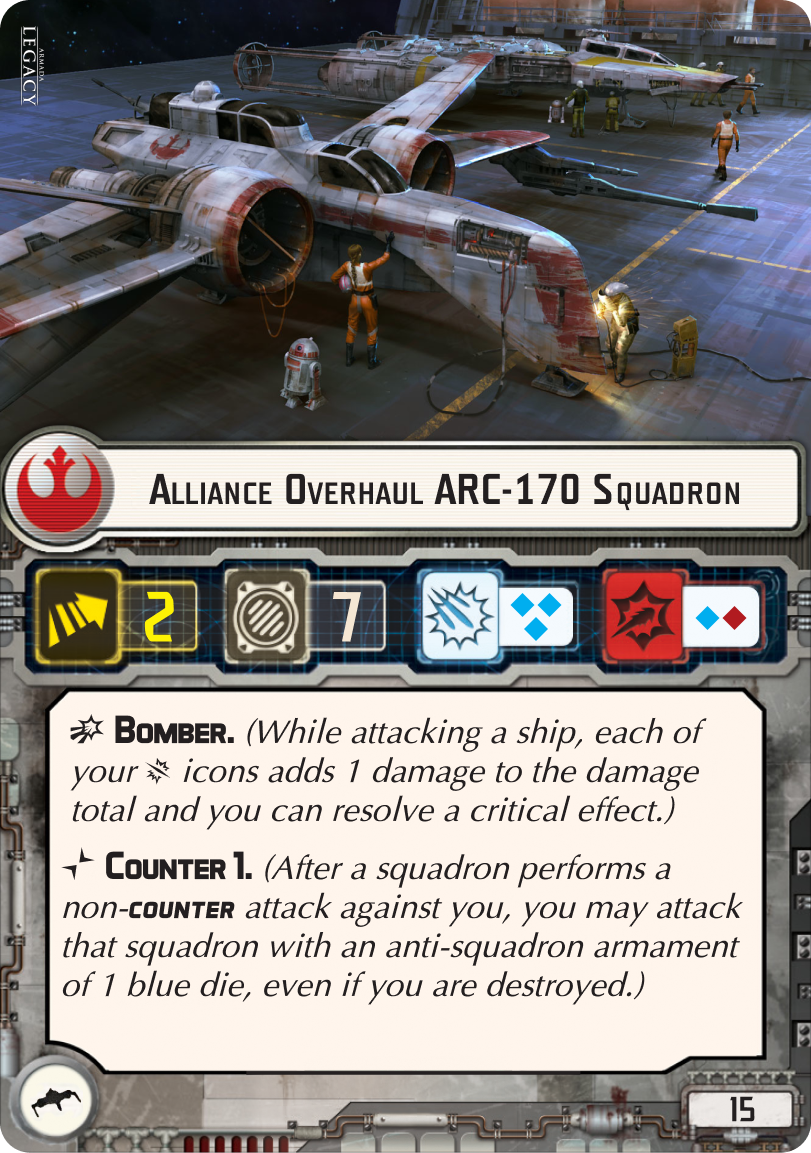 ARMADA
LEGACY
Alliance Overhaul ARC-170 Squadron
2
7
Bomber. (While attacking a ship, each of
your icons adds 1 damage to the damage
total and you can resolve a critical effect.)
Counter 1. (After a squadron performs a
non-counter attack against you, you may attack
that squadron with an anti-squadron armament
of 1 blue die, even if you are destroyed.)
15